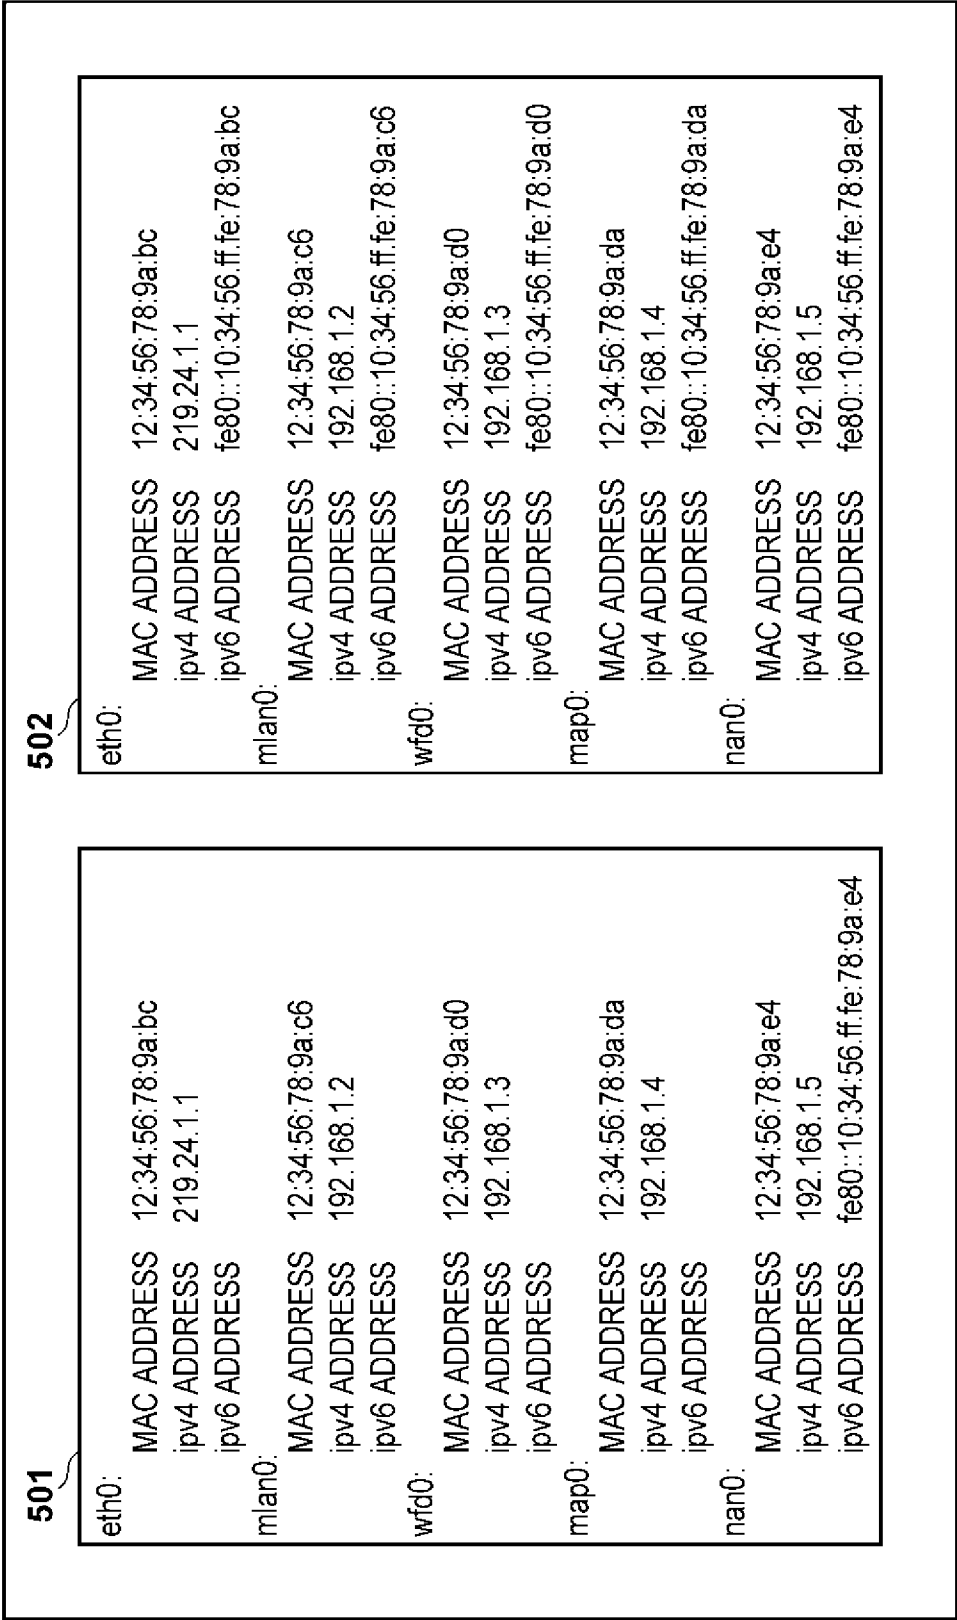 501
eth0:
MAC ADDRESS 12:34:56:78:9a:bc
ipv4 ADDRESS 219.24.1.1
ipv6 ADDRESS
mlan0:
MAC ADDRESS 12:34:56:78:9a:c6
ipv4 ADDRESS 192.168.1.2
ipv6 ADDRESS
wfd0:
MAC ADDRESS 12:34:56:78:9a:d0
ipv4 ADDRESS 192.168.1.3
ipv6 ADDRESS
map0:
MAC ADDRESS 12:34:56:78:9a:da
ipv4 ADDRESS 192.168.1.4
ipv6 ADDRESS
nan0:
MAC ADDRESS 12:34:56:78:9a:e4
ipv4 ADDRESS 192.168.1.5
ipv6 ADDRESS fe80::10:34:56.ff.fe:78:9a:e4
502
eth0:
MAC ADDRESS 12:34:56:78:9a:bc
ipv4 ADDRESS 219.24.1.1
ipv6 ADDRESS fe80::10:34:56.ff.fe:78:9a:bc
mlan0:
MAC ADDRESS 12:34:56:78:9a:c6
ipv4 ADDRESS 192.168.1.2
ipv6 ADDRESS fe80::10:34:56.ff.fe:78:9a:c6
wfd0:
MAC ADDRESS 12:34:56:78:9a:d0
ipv4 ADDRESS 192.168.1.3
ipv6 ADDRESS fe80::10:34:56.ff.fe:78:9a:d0
map0:
MAC ADDRESS 12:34:56:78:9a:da
ipv4 ADDRESS 192.168.1.4
ipv6 ADDRESS fe80::10:34:56.ff.fe:78:9a:da
nan0:
MAC ADDRESS 12:34:56:78:9a:e4
ipv4 ADDRESS 192.168.1.5
ipv6 ADDRESS fe80::10:34:56.ff.fe:78:9a:e4